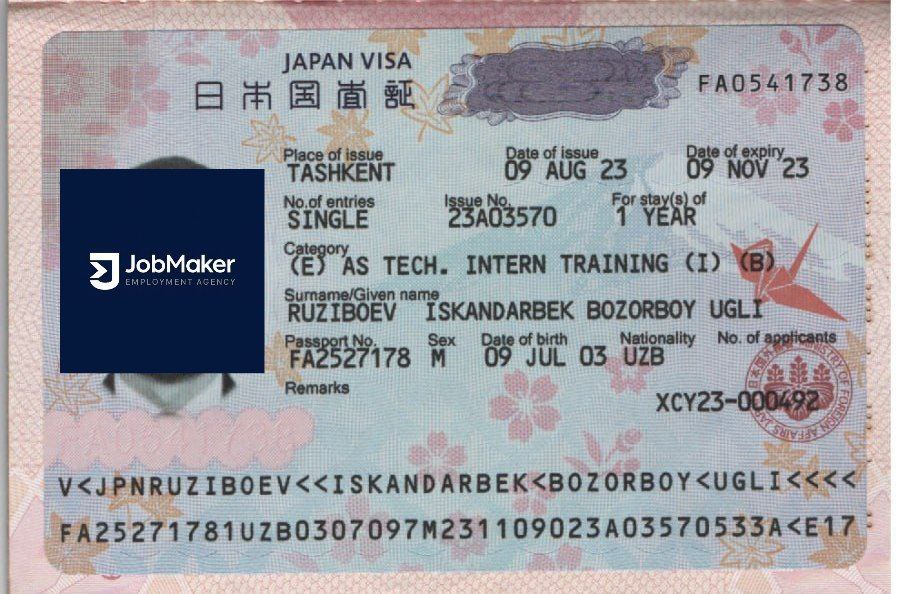 JAPAN VISA
日本国査証
FA0541738
Place of issue Date of issue Date of expiry
TASHKENT 09 AUG 23 09 NOV 23
No.of entries Issue No. For stay(s) of
SINGLE 23A03570 1 YEAR
Category
(E) AS TECH. INTERN TRAINING (I) (B)
Surname/Given name
RUZIBOEV ISKANDARBEK BOZORBOY UGLI
Passport No. Sex Date of birth Nationality No. of applicants
FA2527178 M 09 JUL 03 UZB
Remarks
XCY23-000492
JobMaker
EMPLOYMENT AGENCY
V<JPNRUZIBOEV<<ISKANDARBEK<BOZORBOY<UGLI<<<<
FA25271781UZB0307097M231109023A03570533A<E17